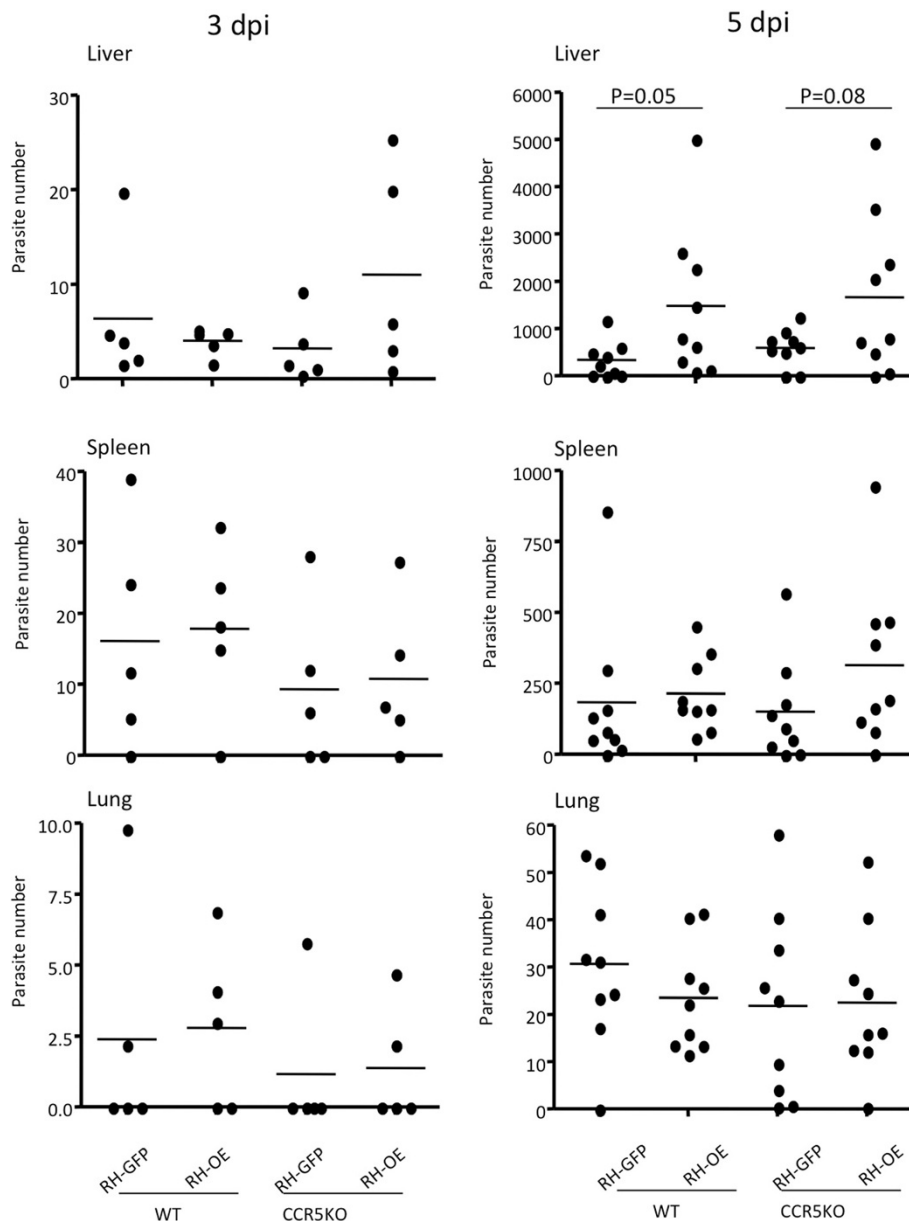 3 dpi
5 dpi
Liver
30
20
10
0
Parasite number
Liver
P=0.05
P=0.08
6000
5000
4000
3000
2000
1000
0
Parasite number
Spleen
40
30
20
10
0
Parasite number
Spleen
1000
750
500
250
0
Parasite number
Lung
10.0
7.5
5.0
2.5
0.0
Parasite number
Lung
60
50
40
30
20
10
0
Parasite number
RH-GFP RH-OE RH-GFP RH-OE
WT CCR5KO
RH-GFP RH-OE RH-GFP RH-OE
WT CCR5KO